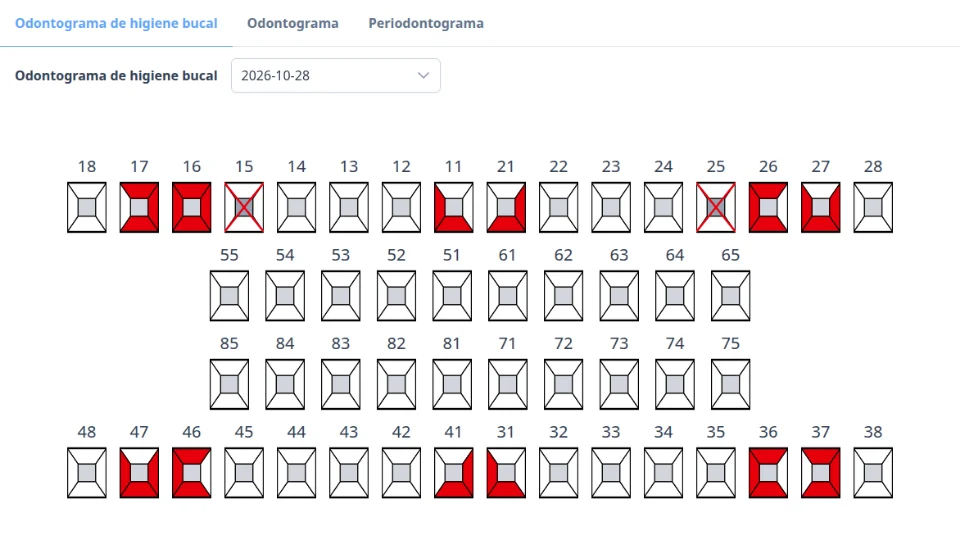 Odontograma de higiene bucal Odontograma Periodontograma
Odontograma de higiene bucal 2026-10-28
18 17 16 15 14 13 12 11 21 22 23 24 25 26 27 28
55 54 53 52 51 61 62 63 64 65
85 84 83 82 81 71 72 73 74 75
48 47 46 45 44 43 42 41 31 32 33 34 35 36 37 38